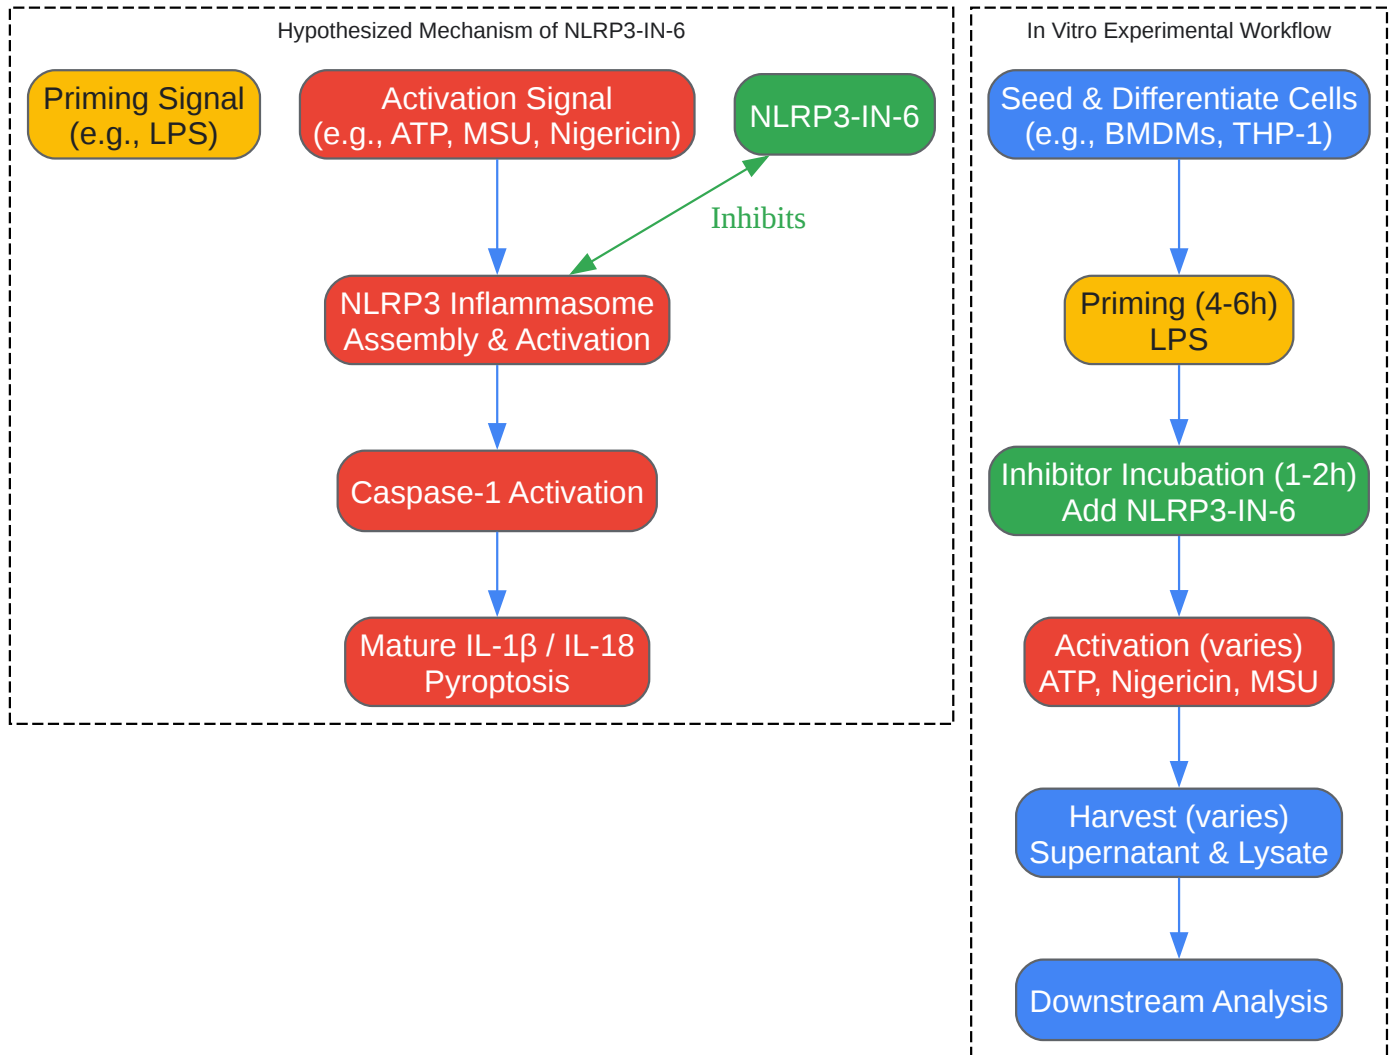 Hypothesized Mechanism of NLRP3-IN-6
Priming Signal
(e.g., LPS)
Activation Signal
(e.g., ATP, MSU, Nigericin)
NLRP3-IN-6
Inhibits
NLRP3 Inflammasome
Assembly & Activation
Caspase-1 Activation
Mature IL-1β / IL-18
Pyroptosis
In Vitro Experimental Workflow
Seed & Differentiate Cells
(e.g., BMDMs, THP-1)
Priming (4-6h)
LPS
Inhibitor Incubation (1-2h)
Add NLRP3-IN-6
Activation (varies)
ATP, Nigericin, MSU
Harvest (varies)
Supernatant & Lysate
Downstream Analysis